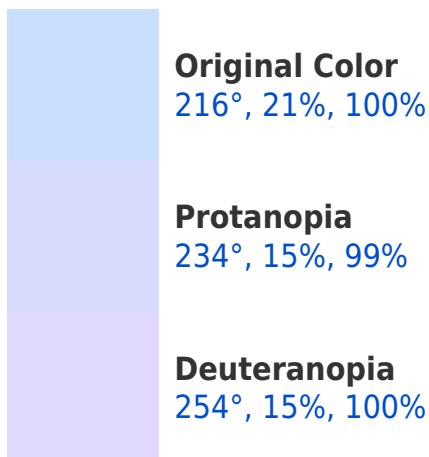 Original Color
216°, 21%, 100%
Protanopia
234°, 15%, 99%
Deuteranopia
254°, 15%, 100%